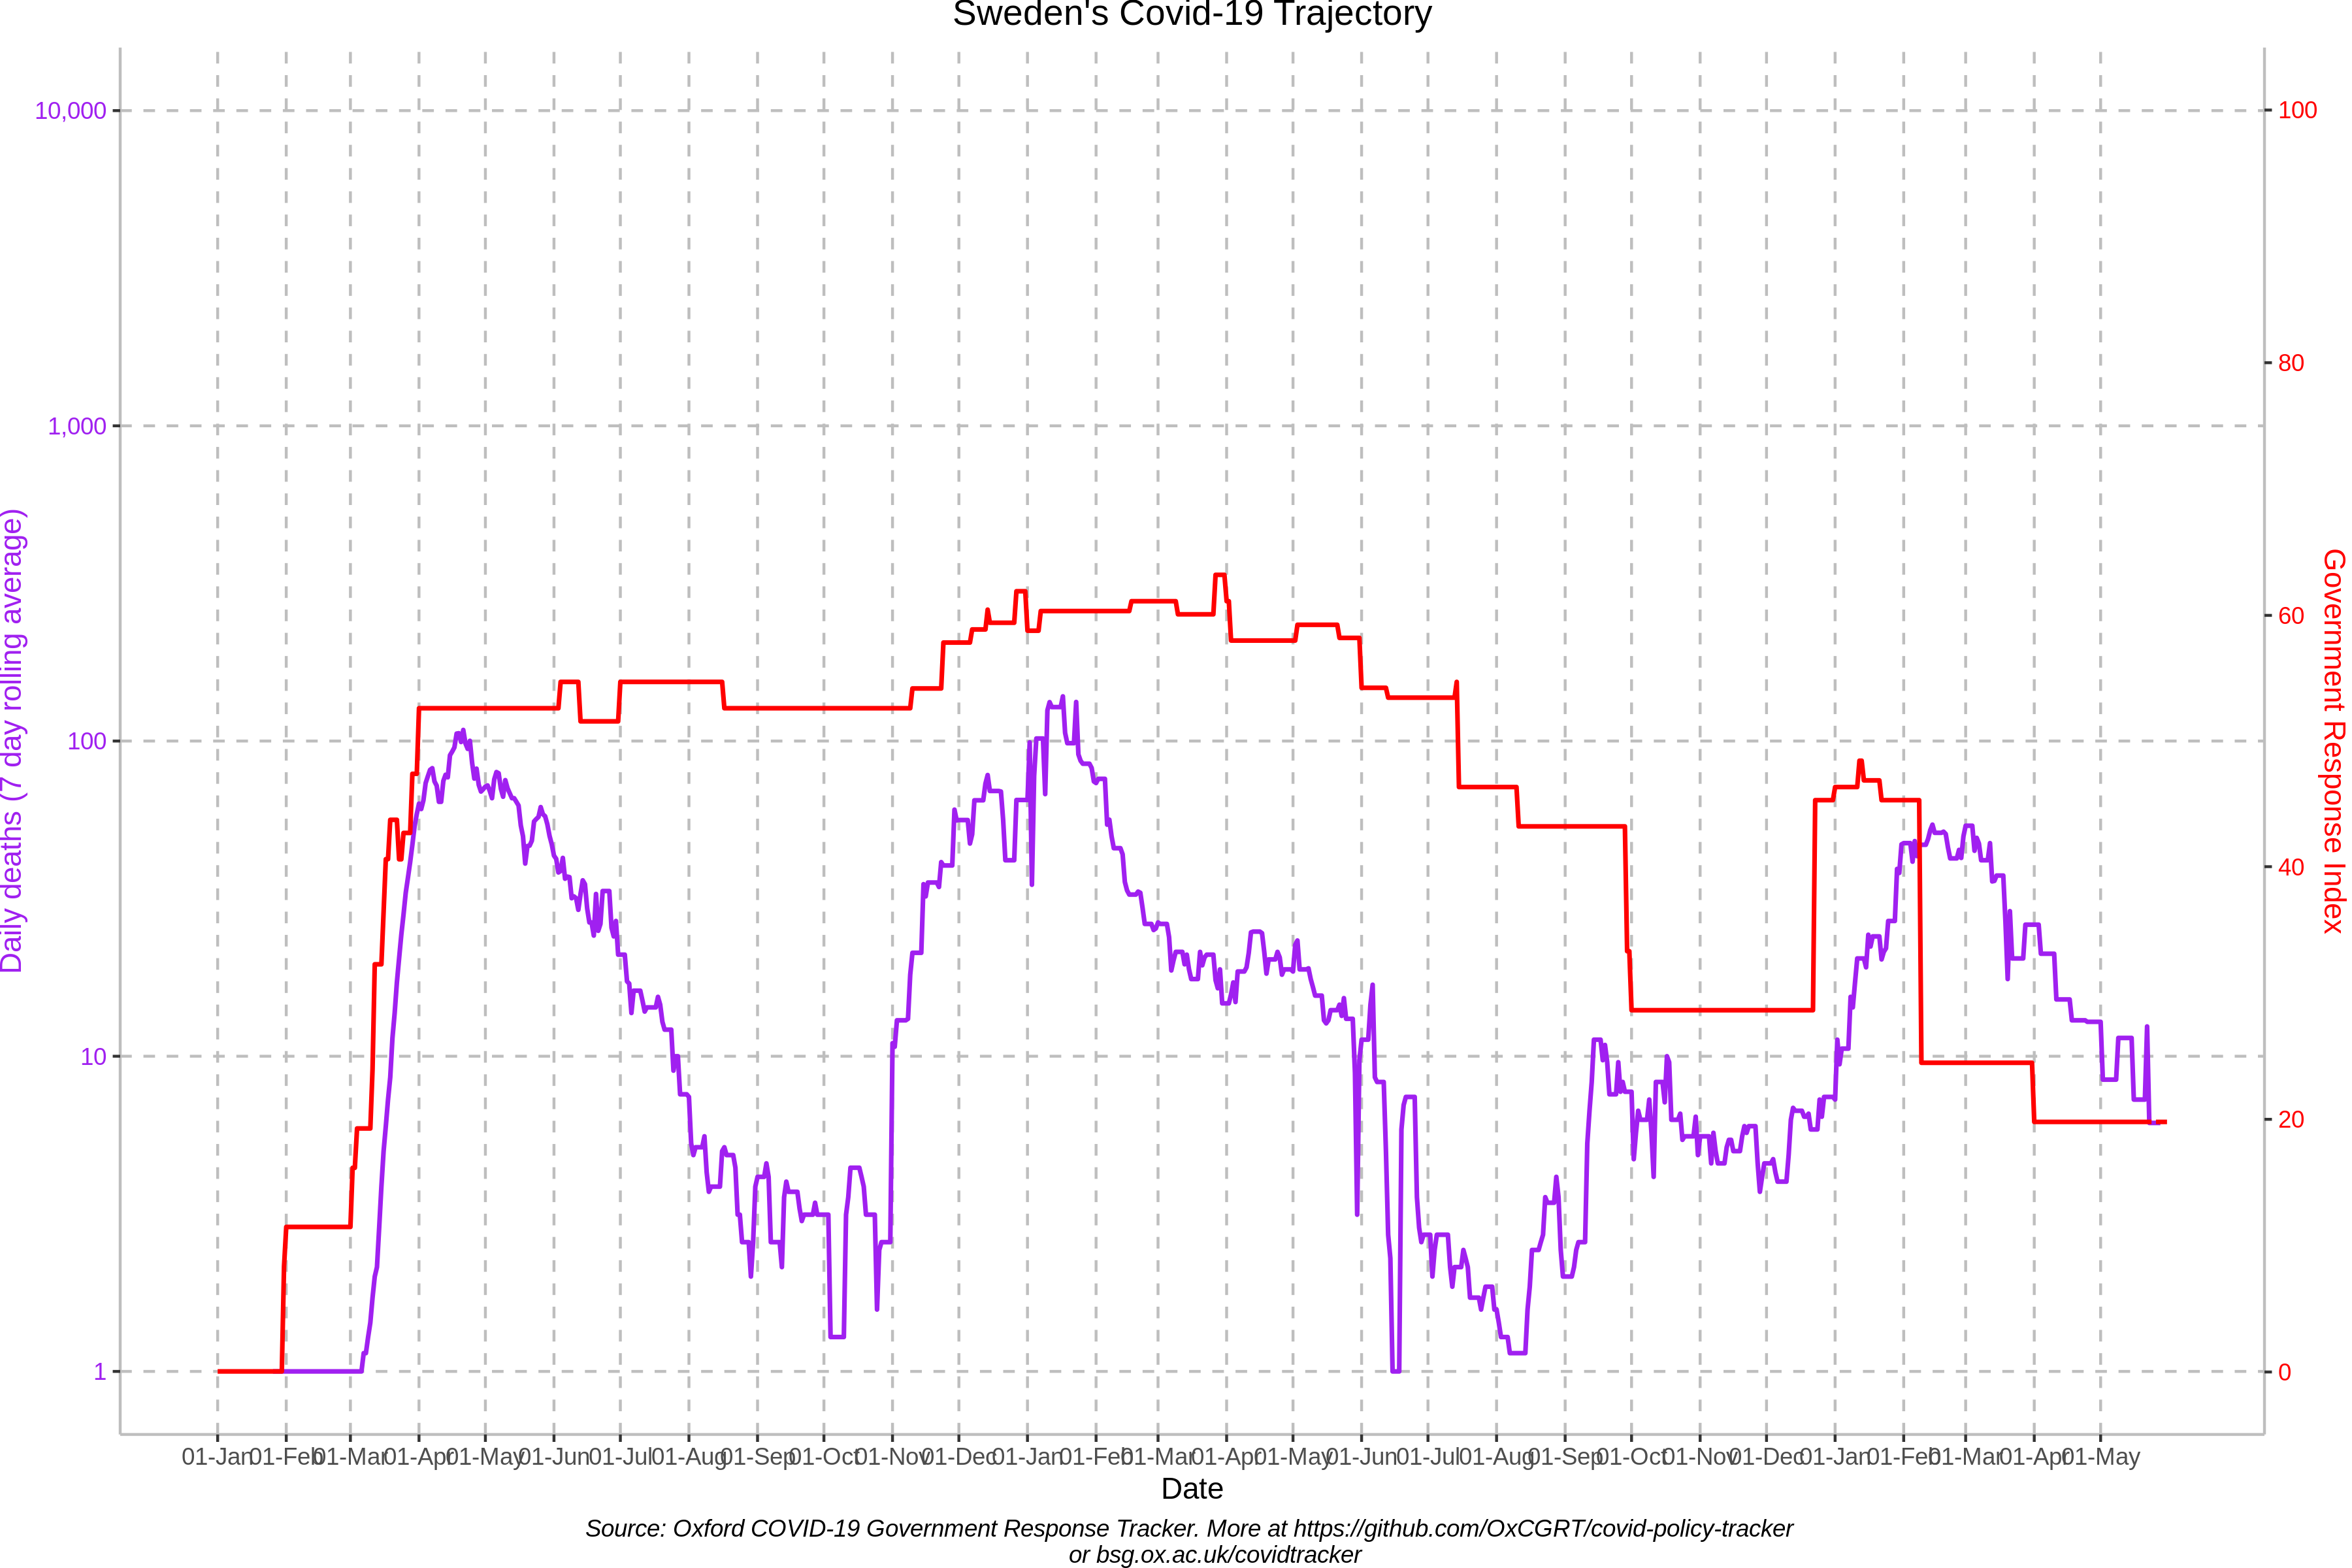 Sweden's Covid-19 Trajectory
10,000
1,000
100
10
1
Daily deaths (7 day rolling average)
100
80
60
40
20
0
Government Response Index
01-Jan 01-Feb 01-Mar 01-Apr 01-May 01-Jun 01-Jul 01-Aug 01-Sep 01-Oct 01-Nov 01-Dec 01-Jan 01-Feb 01-Mar 01-Apr 01-May 01-Jun 01-Jul 01-Aug 01-Sep 01-Oct 01-Nov 01-Dec 01-Jan 01-Feb 01-Mar 01-Apr 01-May
Date
Source: Oxford COVID-19 Government Response Tracker. More at https://github.com/OxCGRT/covid-policy-tracker
or bsg.ox.ac.uk/covidtracker